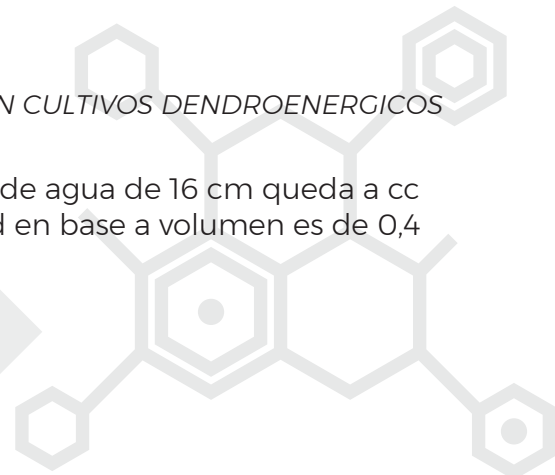 N CULTIVOS DENDROENERGICOS
de agua de 16 cm queda a cc
en base a volumen es de 0,4